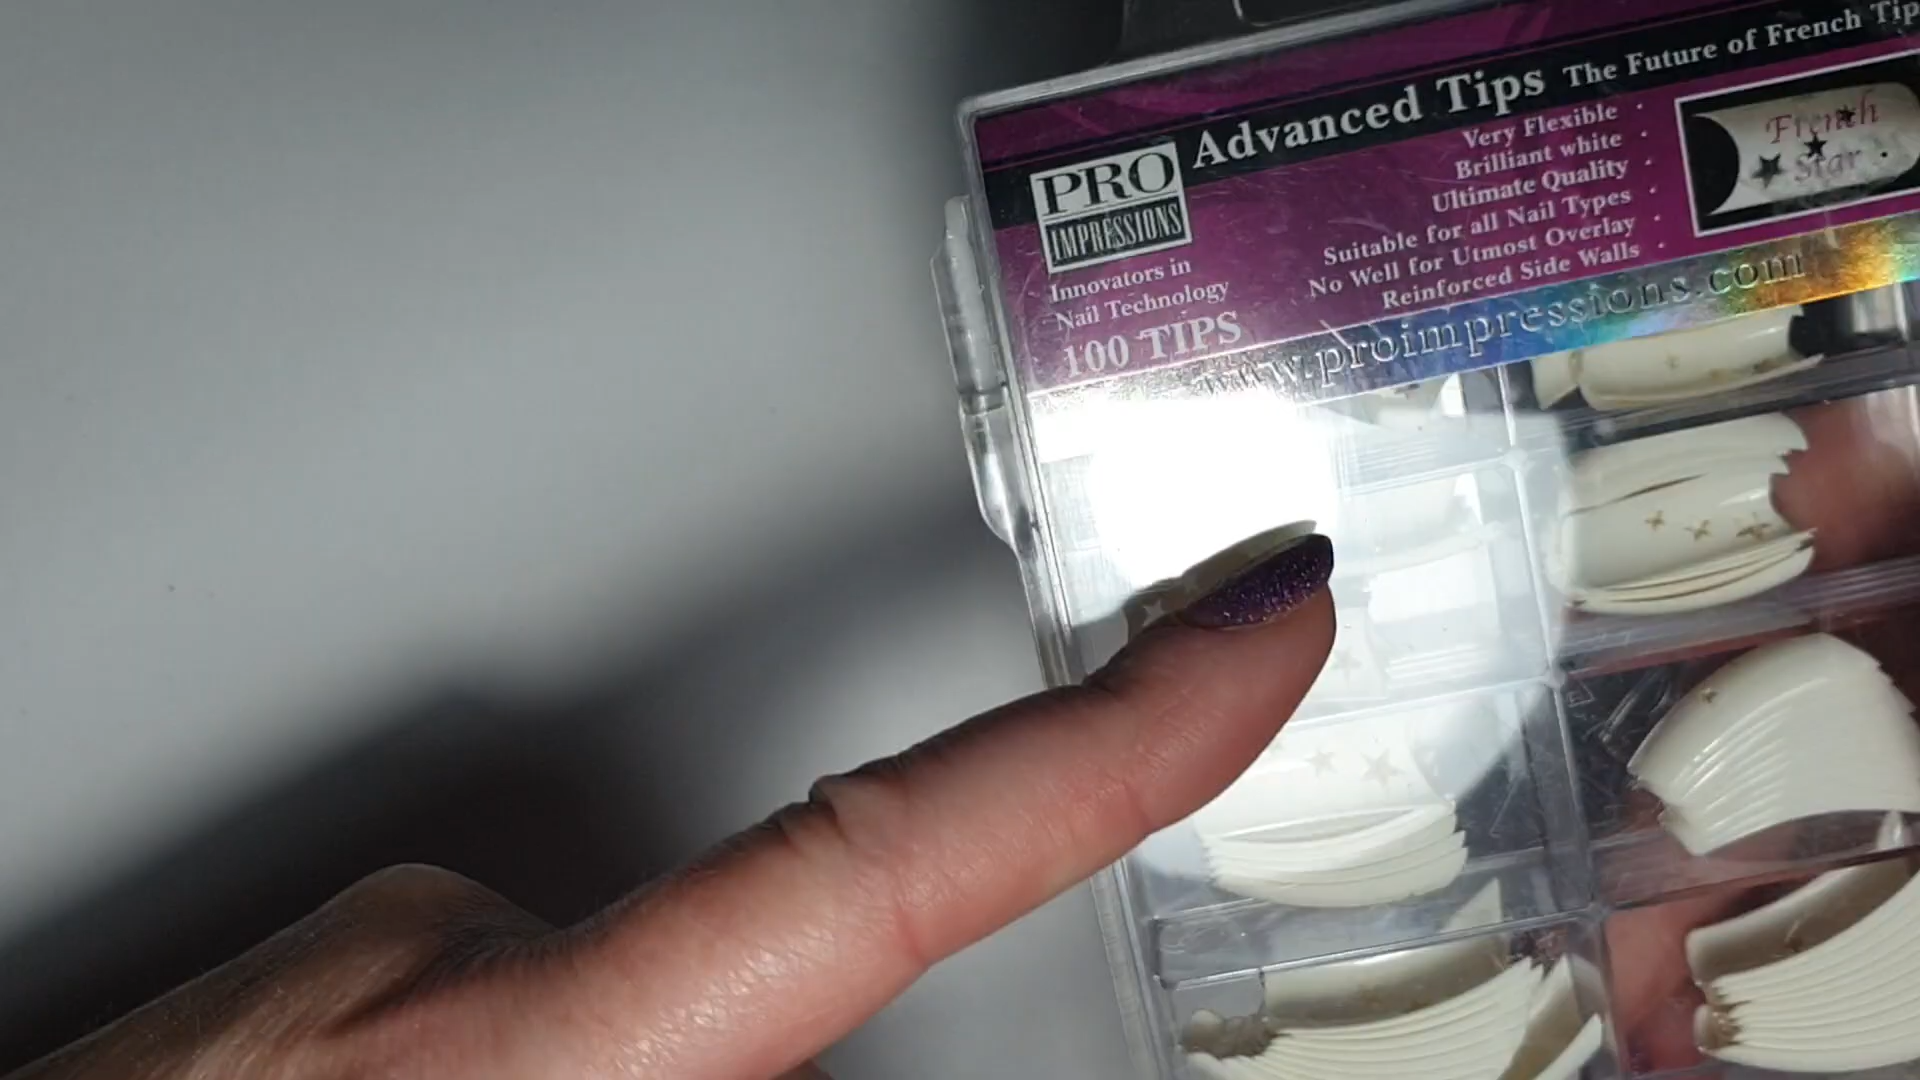 Advanced Tips The Future of French Tip
PRO
IMPRESSIONS
Innovators in
Nail Technology
100 TIPS
Very Flexible
Brilliant white
Ultimate Quality
Suitable for all Nail Types
No Well for Utmost Overlay
Reinforced Side Walls
French
Star
www.proimpressions.com